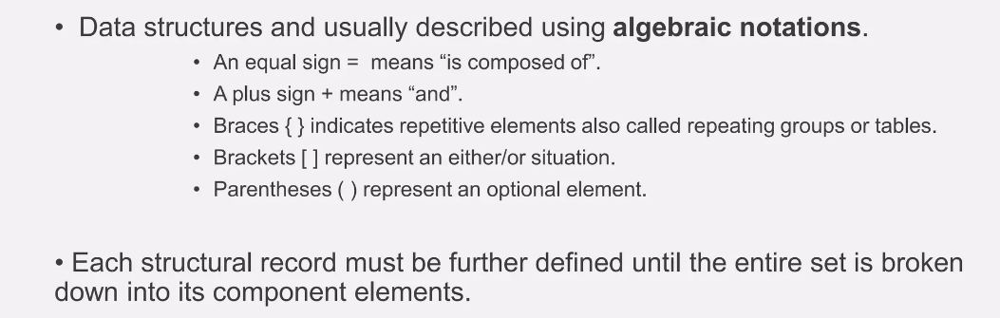 • Data structures and usually described using algebraic notations.
• An equal sign = means “is composed of”.
• A plus sign + means “and”.
• Braces { } indicates repetitive elements also called repeating groups or tables.
• Brackets [ ] represent an either/or situation.
• Parentheses ( ) represent an optional element.
• Each structural record must be further defined until the entire set is broken
down into its component elements.